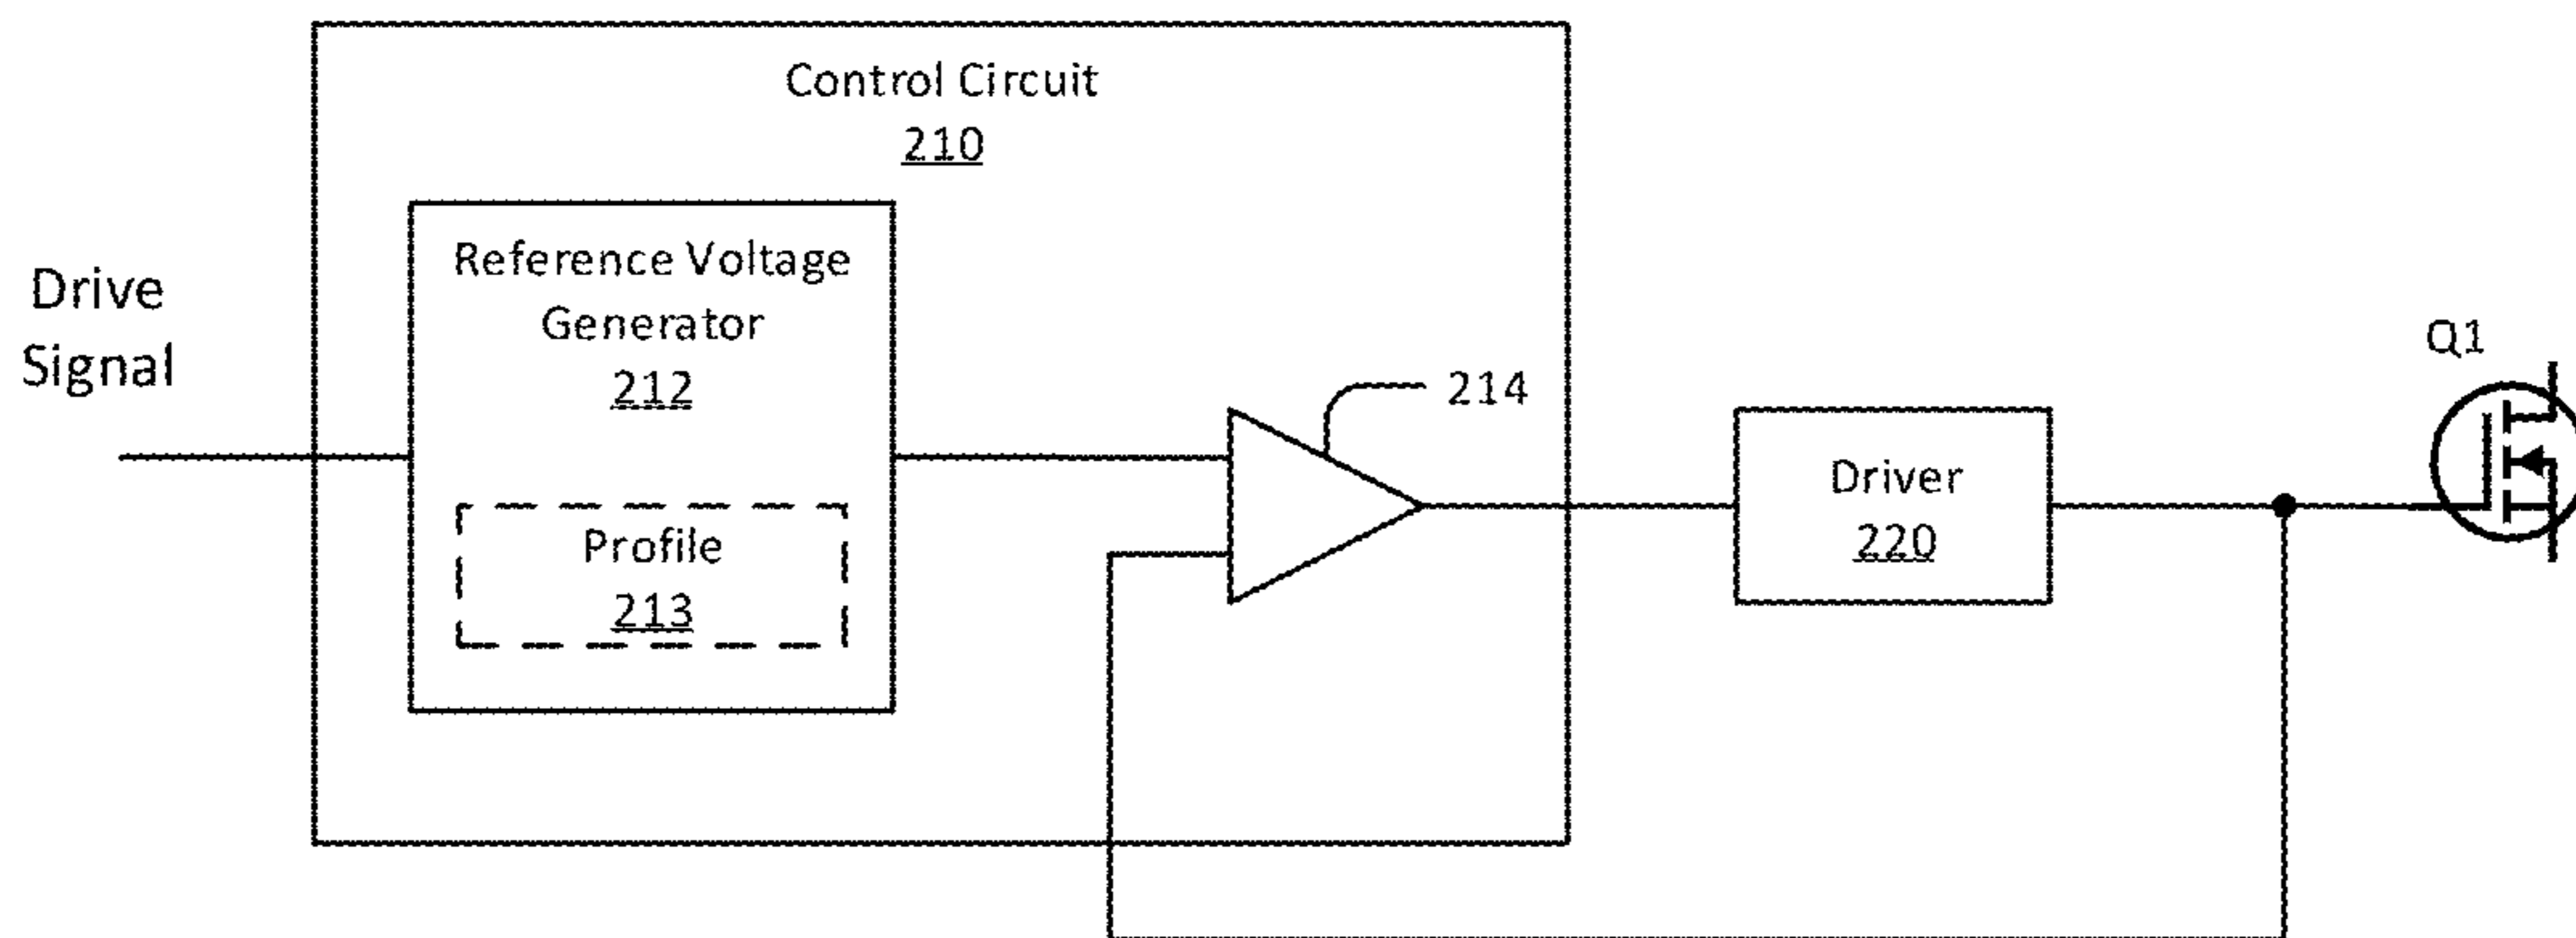 Control Circuit
210
Reference Voltage
Generator
212
Profile
213
Drive
Signal
214
Driver
220
Q1